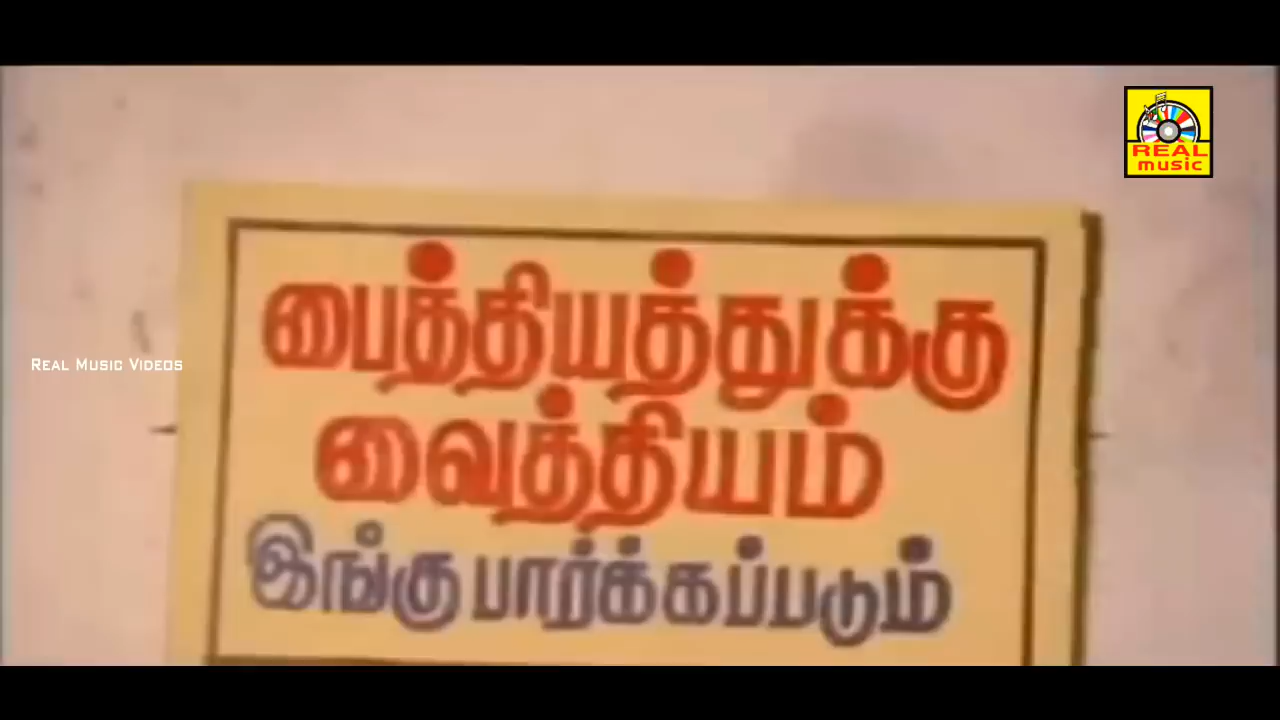 REAL
music
REAL MUSIC VIDEOS
பைத்தியத்துக்கு
வைத்தியம்
இங்கு பார்க்கப்படும்